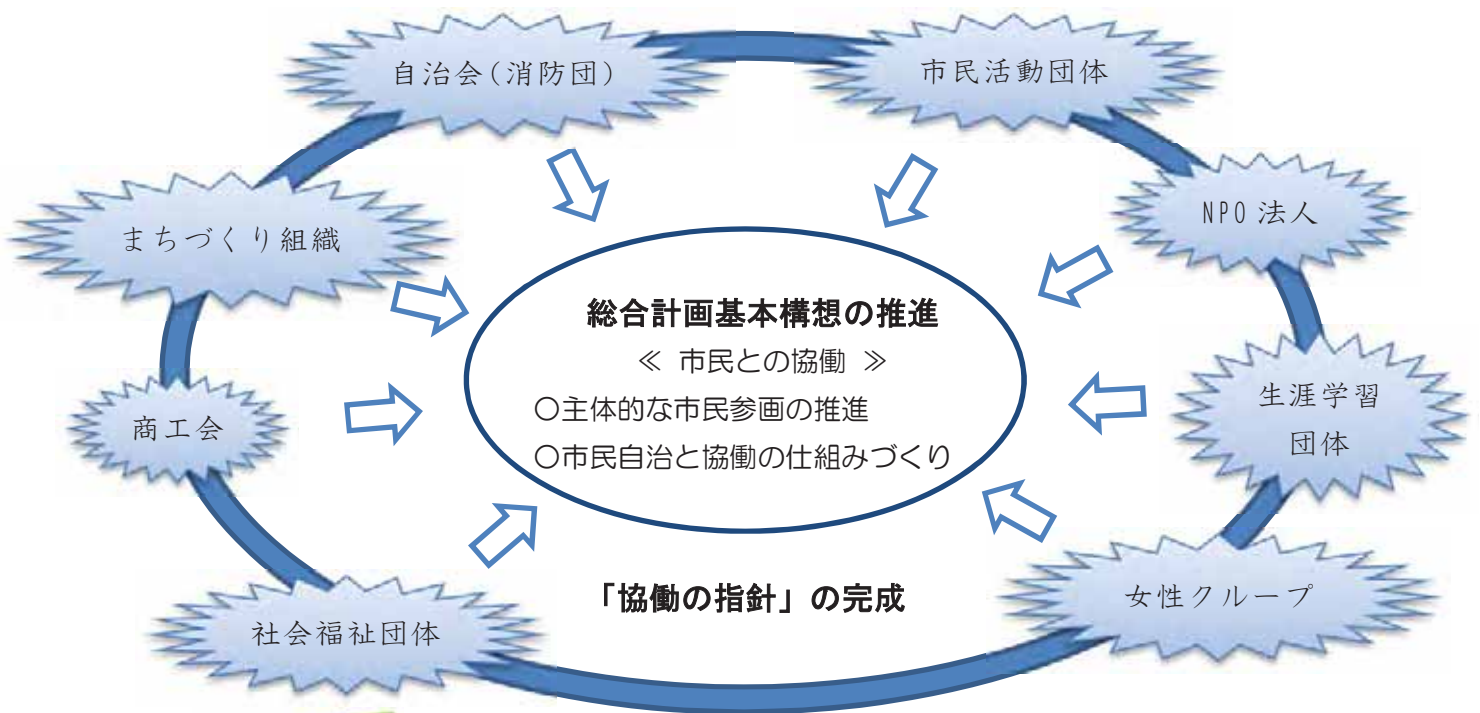 自治会(消防団)
市民活動団体
まちづくり組織
NPO法人
総合計画基本構想の推進
≪ 市民との協働 ≫
〇主体的な市民参画の推進
〇市民自治と協働の仕組みづくり
商工会
生涯学習
団体
「協働の指針」の完成
社会福祉団体
女性クループ